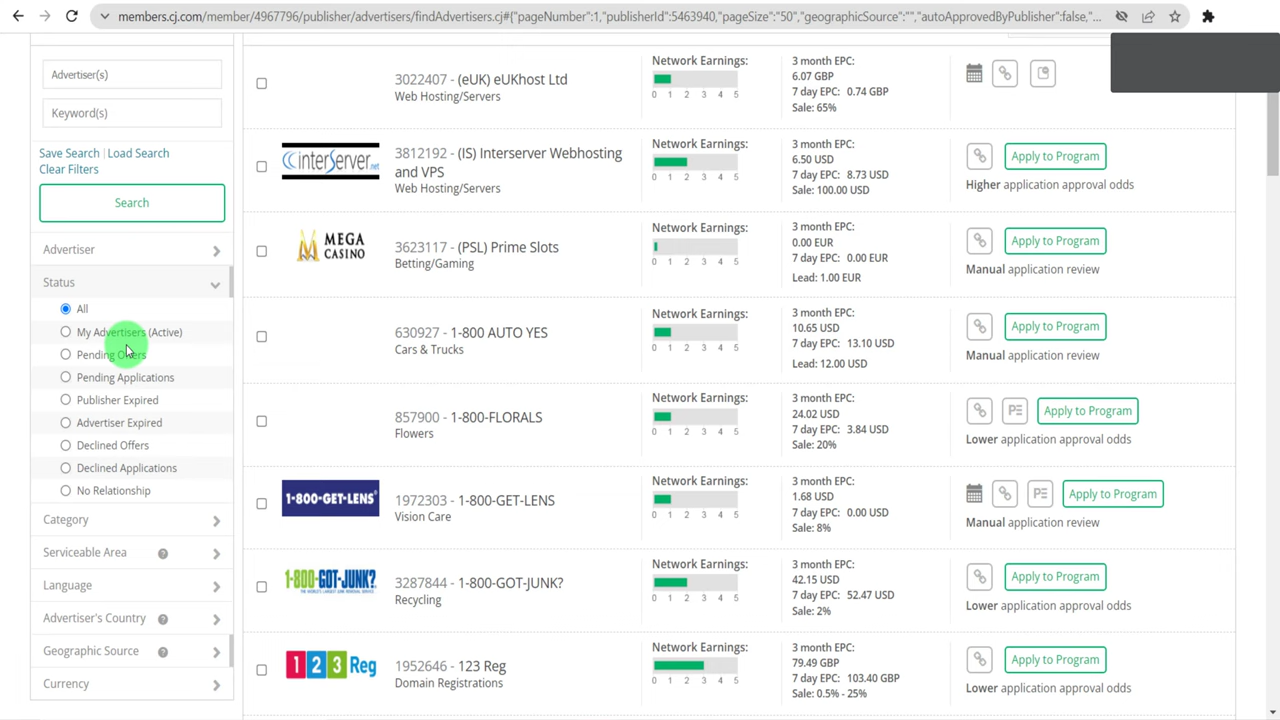 members.cj.com/member/4967796/publisher/advertisers/findAdvertisers.cj#{"pageNumber":1,"publisherId":5463940,"pageSize":"50","geographicSource":"","autoApprovedByPublisher":false,"...
Advertiser(s)
Keyword(s)
Save Search | Load Search
Clear Filters
Search
Advertiser
Status
All
My Advertisers (Active)
Pending Offers
Pending Applications
Publisher Expired
Advertiser Expired
Declined Offers
Declined Applications
No Relationship
Category
Serviceable Area ?
Language
Advertiser's Country ?
Geographic Source ?
Currency
3022407 - (eUK) eUKhost Ltd
Web Hosting/Servers
Network Earnings:
0 1 2 3 4 5
3 month EPC:
6.07 GBP
7 day EPC: 0.74 GBP
Sale: 65%
interServer.net
3812192 - (IS) Interserver Webhosting
and VPS
Web Hosting/Servers
Network Earnings:
0 1 2 3 4 5
3 month EPC:
6.50 USD
7 day EPC: 8.73 USD
Sale: 100.00 USD
Apply to Program
Higher application approval odds
MEGA
CASINO
3623117 - (PSL) Prime Slots
Betting/Gaming
Network Earnings:
0 1 2 3 4 5
3 month EPC:
0.00 EUR
7 day EPC: 0.00 EUR
Lead: 1.00 EUR
Apply to Program
Manual application review
630927 - 1-800 AUTO YES
Cars & Trucks
Network Earnings:
0 1 2 3 4 5
3 month EPC:
10.65 USD
7 day EPC: 13.10 USD
Lead: 12.00 USD
Apply to Program
Manual application review
857900 - 1-800-FLORALS
Flowers
Network Earnings:
0 1 2 3 4 5
3 month EPC:
24.02 USD
7 day EPC: 3.84 USD
Sale: 20%
PE
Apply to Program
Lower application approval odds
1-800-GET-LENS®
1972303 - 1-800-GET-LENS
Vision Care
Network Earnings:
0 1 2 3 4 5
3 month EPC:
1.68 USD
7 day EPC: 0.00 USD
Sale: 8%
PE
Apply to Program
Manual application review
1-800-GOT-JUNK?
3287844 - 1-800-GOT-JUNK?
Recycling
Network Earnings:
0 1 2 3 4 5
3 month EPC:
42.15 USD
7 day EPC: 52.47 USD
Sale: 2%
Apply to Program
Lower application approval odds
123 Reg
1952646 - 123 Reg
Domain Registrations
Network Earnings:
0 1 2 3 4 5
3 month EPC:
79.49 GBP
7 day EPC: 103.40 GBP
Sale: 0.5% - 25%
Apply to Program
Lower application approval odds